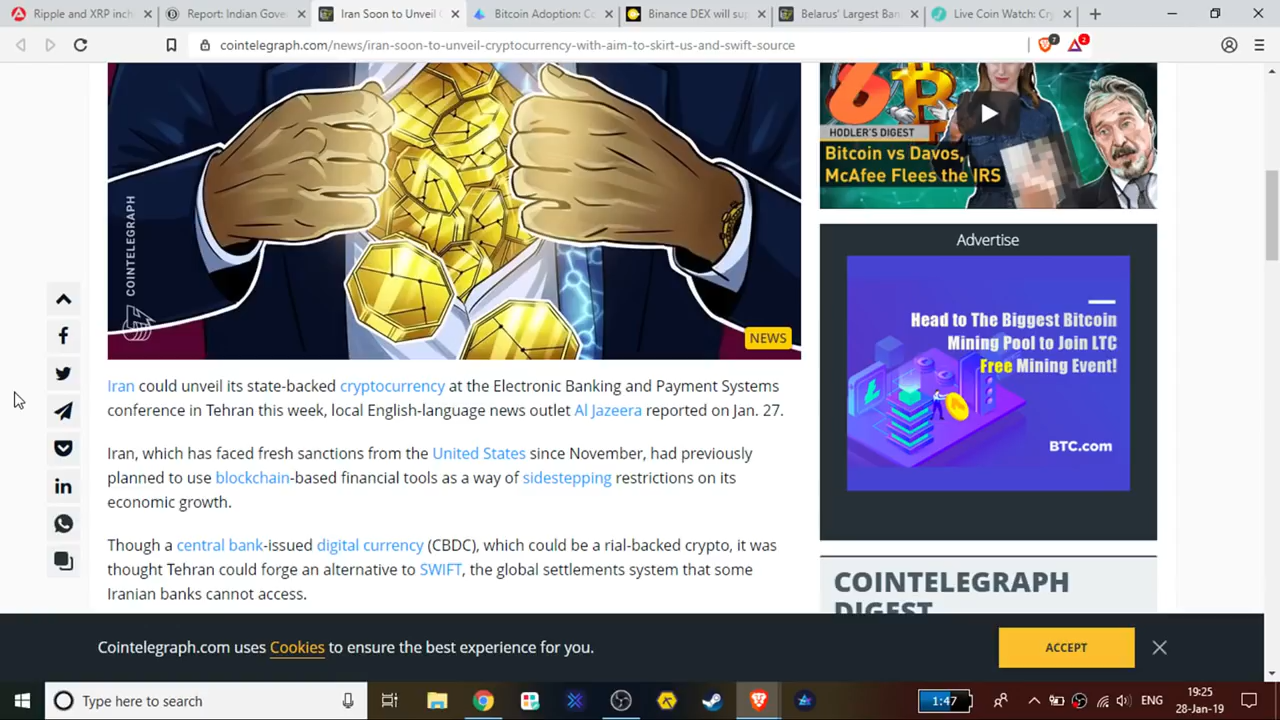 Ripple and XRP incl
Report: Indian Gove
Iran Soon to Unveil C
Bitcoin Adoption: Co
Binance DEX will sup
Belarus' Largest Ban
Live Coin Watch: Cry
cointelegraph.com/news/iran-soon-to-unveil-cryptocurrency-with-aim-to-skirt-us-and-swift-source
7
2
COINTELEGRAPH
NEWS
HODLER'S DIGEST
Bitcoin vs Davos,
McAfee Flees the IRS
Advertise
Head to The Biggest Bitcoin
Mining Pool to Join LTC
Free Mining Event!
BTC.com
Iran could unveil its state-backed cryptocurrency at the Electronic Banking and Payment Systems
conference in Tehran this week, local English-language news outlet Al Jazeera reported on Jan. 27.
Iran, which has faced fresh sanctions from the United States since November, had previously
planned to use blockchain-based financial tools as a way of sidestepping restrictions on its
economic growth.
Though a central bank-issued digital currency (CBDC), which could be a rial-backed crypto, it was
thought Tehran could forge an alternative to SWIFT, the global settlements system that some
Iranian banks cannot access.
COINTELEGRAPH
DIGEST
Cointelegraph.com uses Cookies to ensure the best experience for you.
ACCEPT
Type here to search
1:47
ENG
19:25
28-Jan-19